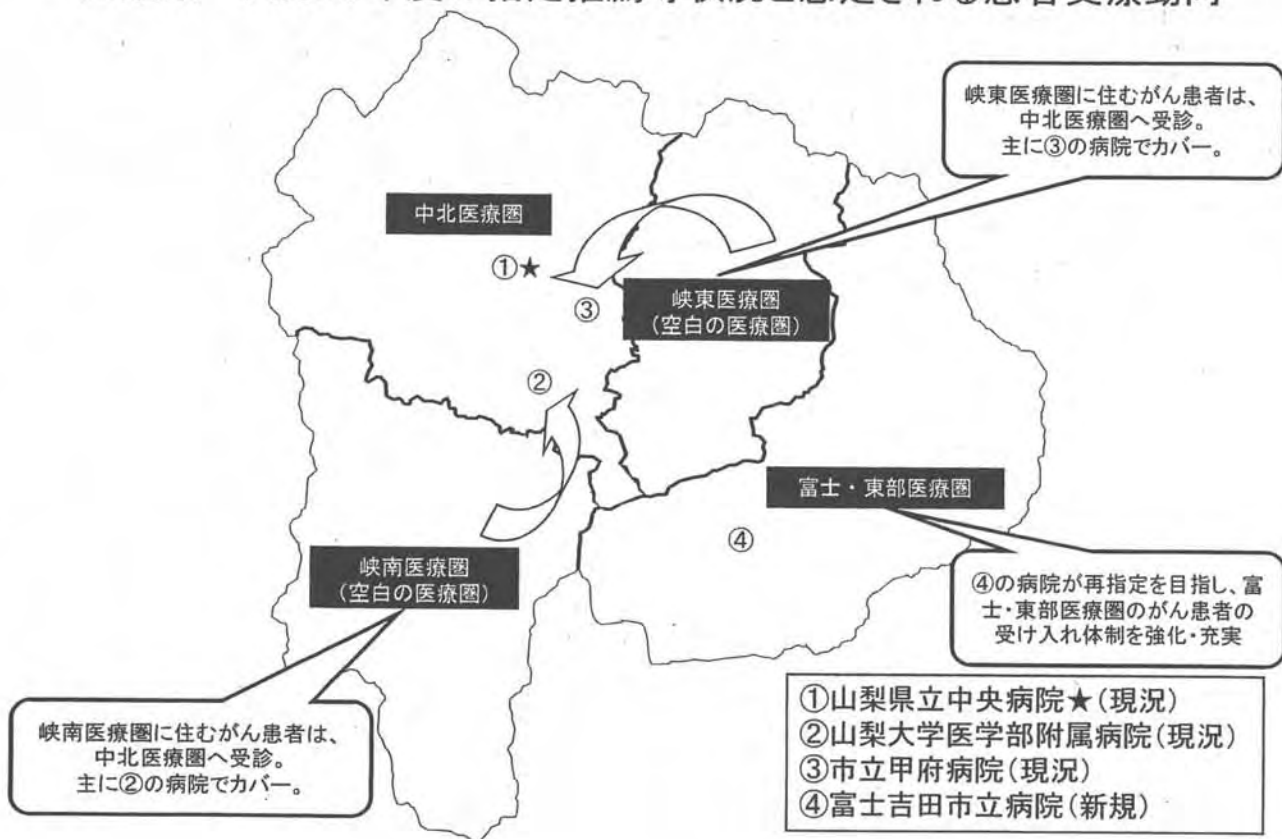 峡東医療圏に住むがん患者は、
中北医療圏へ受診。
主に③の病院でカバー。
中北医療圏
①★
③
峡東医療圏
(空白の医療圏)
②
富士・東部医療圏
④
峡南医療圏
(空白の医療圏)
④の病院が再指定を目指し、富
士・東部医療圏のがん患者の
受け入れ体制を強化・充実
峡南医療圏に住むがん患者は、
中北医療圏へ受診。
主に②の病院でカバー。
①山梨県立中央病院★(現況)
②山梨大学医学部附属病院(現況)
③市立甲府病院(現況)
④富士吉田市立病院(新規)